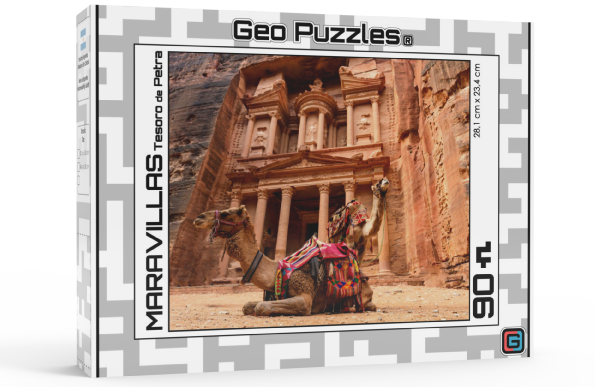 Geo Puzzles ®
MARAVILLAS
Tesoro de Petra
28,1 cm x 23,4 cm
90
G